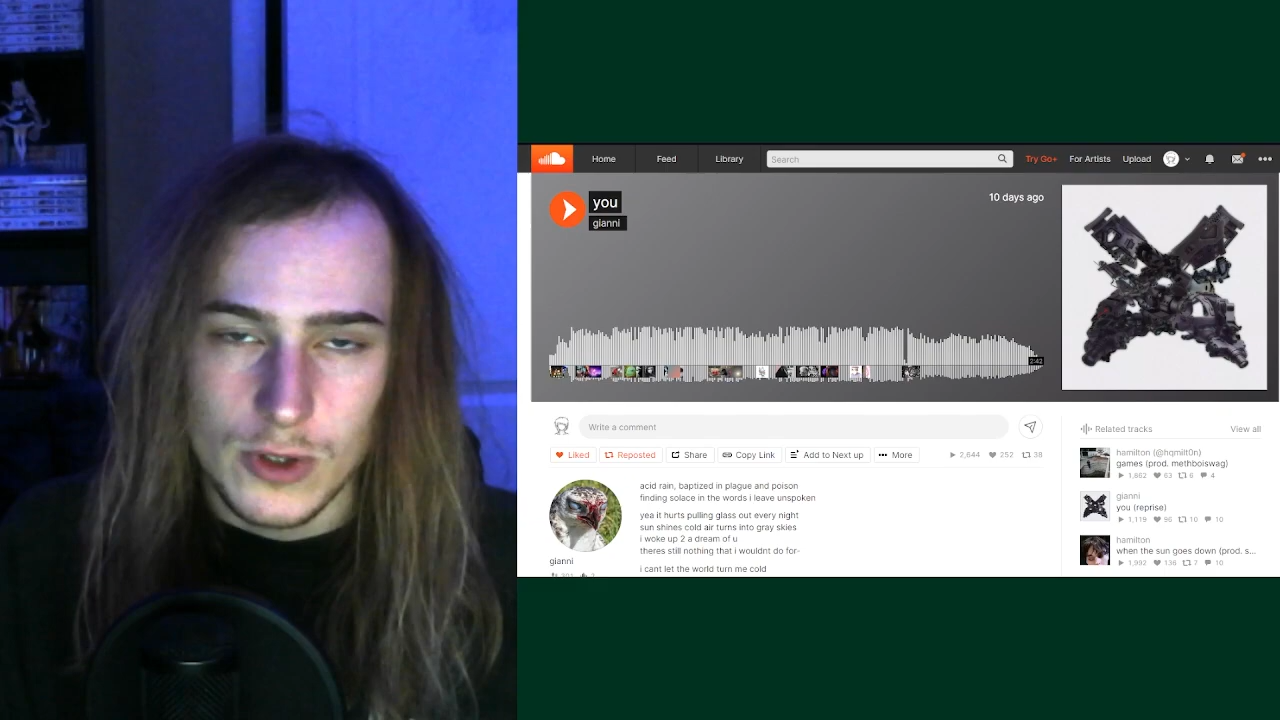 Home
Feed
Library
Search
Try Go+
For Artists
Upload
you
gianni
10 days ago
2:42
Write a comment
Liked
Reposted
Share
Copy Link
Add to Next up
More
2,644
252
38
acid rain, baptized in plague and poison
finding solace in the words i leave unspoken
yea it hurts pulling glass out every night
sun shines cold air turns into gray skies
i woke up 2 a dream of u
theres still nothing that i wouldnt do for-
i cant let the world turn me cold
gianni
Related tracks
View all
hamilton (@hqmilt0n)
games (prod. methboiswag)
63
6
4
gianni
you (reprise)
1,119
96
10
10
hamilton
when the sun goes down (prod. s...
1,992
136
7
10